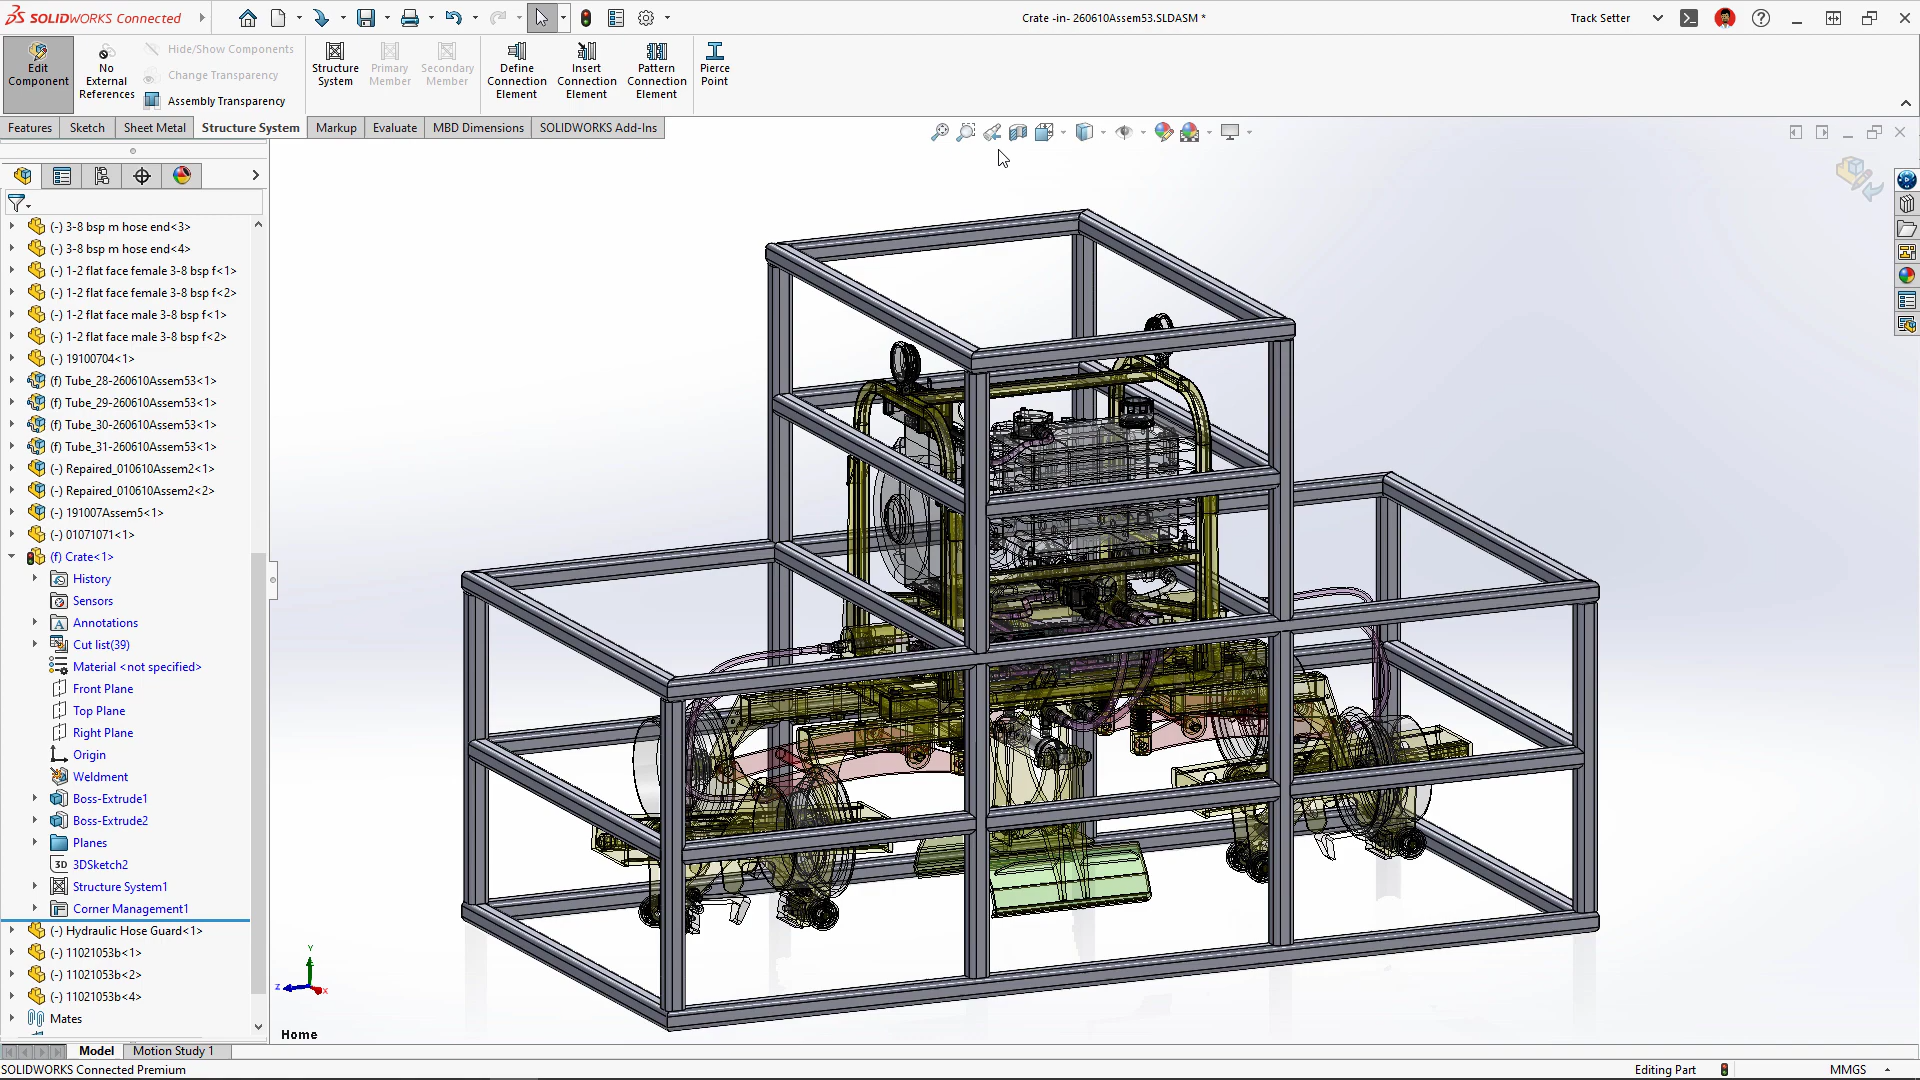 SOLIDWORKS Connected
Crate -in- 260610Assem53.SLDASM *
Track Setter
Edit
Component
No
External
References
Hide/Show Components
Change Transparency
Assembly Transparency
Structure
System
Primary
Member
Secondary
Member
Define
Connection
Element
Insert
Connection
Element
Pattern
Connection
Element
Pierce
Point
Features
Sketch
Sheet Metal
Structure System
Markup
Evaluate
MBD Dimensions
SOLIDWORKS Add-Ins
(-) 3-8 bsp m hose end<3>
(-) 3-8 bsp m hose end<4>
(-) 1-2 flat face female 3-8 bsp f<1>
(-) 1-2 flat face female 3-8 bsp f<2>
(-) 1-2 flat face male 3-8 bsp f<1>
(-) 1-2 flat face male 3-8 bsp f<2>
(-) 19100704<1>
(f) Tube_28-260610Assem53<1>
(f) Tube_29-260610Assem53<1>
(f) Tube_30-260610Assem53<1>
(f) Tube_31-260610Assem53<1>
(-) Repaired_010610Assem2<1>
(-) Repaired_010610Assem2<2>
(-) 191007Assem5<1>
(-) 01071071<1>
(f) Crate<1>
History
Sensors
Annotations
Cut list(39)
Material <not specified>
Front Plane
Top Plane
Right Plane
Origin
Weldment
Boss-Extrude1
Boss-Extrude2
Planes
3D 3DSketch2
Structure System1
Corner Management1
(-) Hydraulic Hose Guard<1>
(-) 11021053b<1>
(-) 11021053b<2>
(-) 11021053b<4>
Mates
Y
Z
X
Home
Model
Motion Study 1
SOLIDWORKS Connected Premium
Editing Part
MMGS